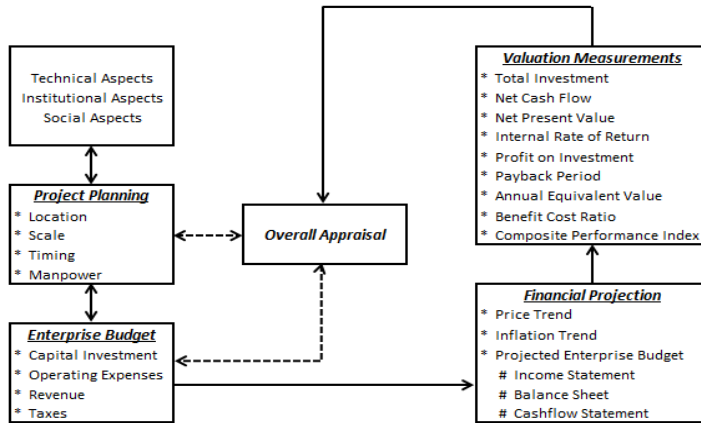 Technical Aspects
Institutional Aspects
Social Aspects
Project Planning
* Location
* Scale
* Timing
* Manpower
Enterprise Budget
* Capital Investment
* Operating Expenses
* Revenue
* Taxes
Overall Appraisal
Valuation Measurements
* Total Investment
* Net Cash Flow
* Net Present Value
* Internal Rate of Return
* Profit on Investment
* Payback Period
* Annual Equivalent Value
* Benefit Cost Ratio
* Composite Performance Index
Financial Projection
* Price Trend
* Inflation Trend
* Projected Enterprise Budget
# Income Statement
# Balance Sheet
# Cashflow Statement